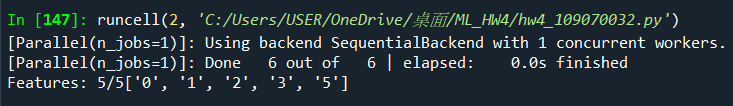 In [147]: runcell(2, 'C:/Users/USER/OneDrive/桌面/ML_HW4/hw4_109070032.py')
[Parallel(n_jobs=1)]: Using backend SequentialBackend with 1 concurrent workers.
[Parallel(n_jobs=1)]: Done   6 out of   6 | elapsed:    0.0s finished
Features: 5/5['0', '1', '2', '3', '5']